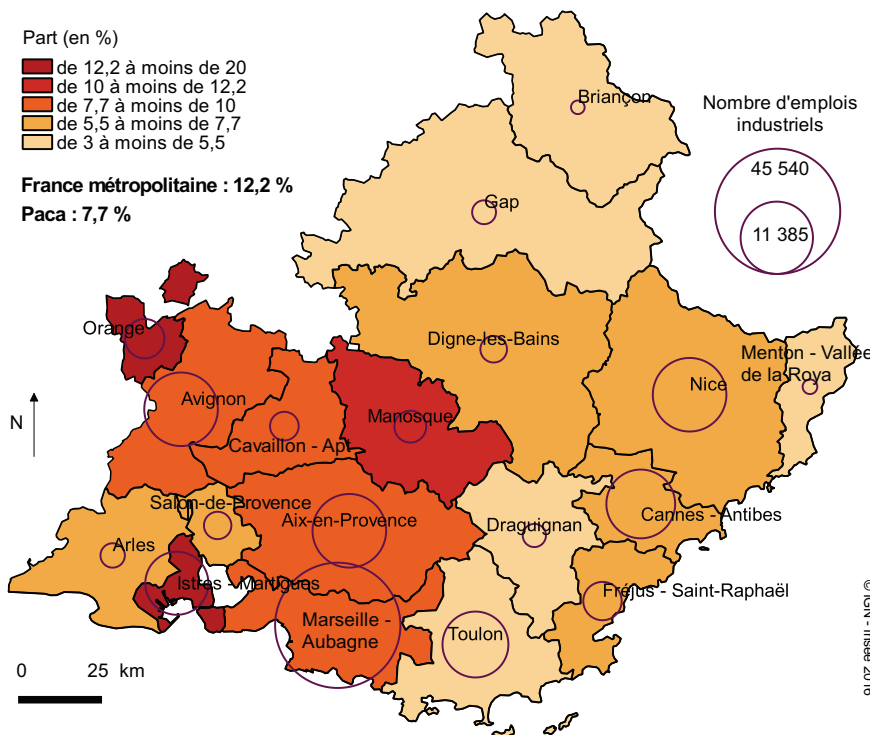 Part (en %)
de 12,2 à moins de 20
de 10 à moins de 12,2
de 7,7 à moins de 10
de 5,5 à moins de 7,7
de 3 à moins de 5,5
France métropolitaine : 12,2 %
Paca : 7,7 %
Nombre d'emplois
industriels
45 540
11 385
Briançon
Gap
Orange
Digne-les-Bains
Menton - Vallée
de la Roya
Nice
Avignon
Manosque
Cavaillon - Apt
N
Salon-de-Provence
Aix-en-Provence
Draguignan
Cannes - Antibes
Arles
Istres - Martigues
Fréjus - Saint-Raphaël
Marseille -
Aubagne
Toulon
0 25 km
© IGN - Insee 2016